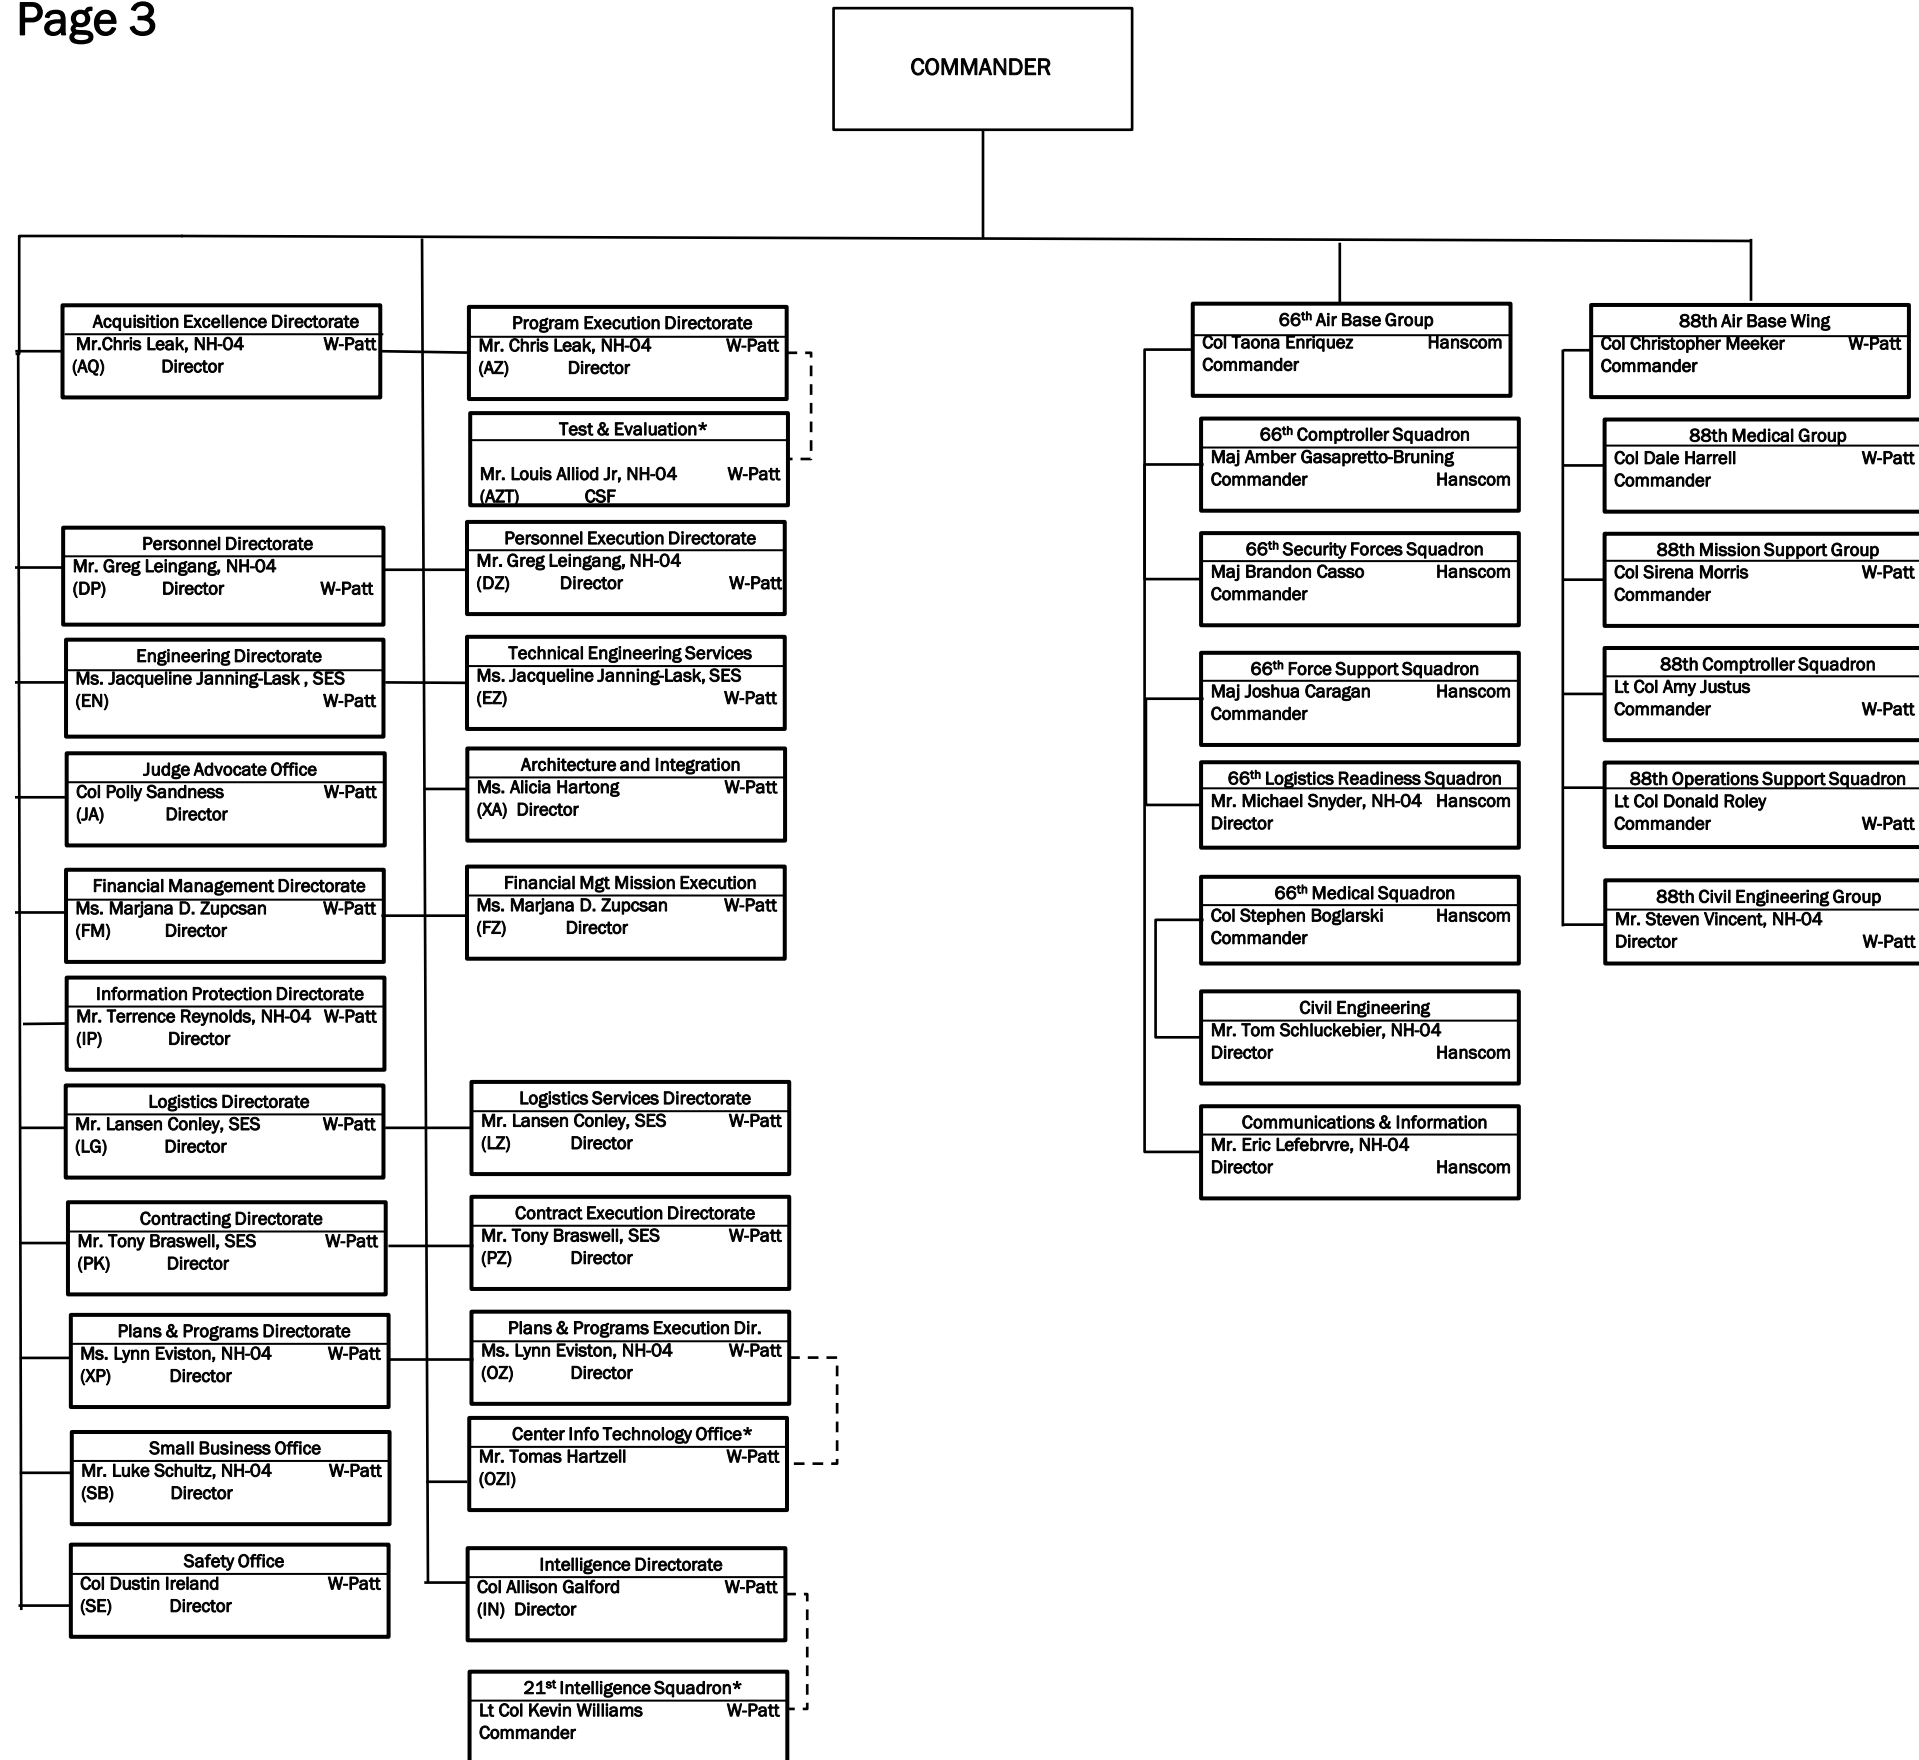 Page 3
COMMANDER
Acquisition Excellence Directorate
Mr.Chris Leak, NH-04 W-Patt
(AQ) Director
Personnel Directorate
Mr. Greg Leingang, NH-04
(DP) Director W-Patt
Engineering Directorate
Ms. Jacqueline Janning-Lask , SES
(EN) W-Patt
Judge Advocate Office
Col Polly Sandness W-Patt
(JA) Director
Financial Management Directorate
Ms. Marjana D. Zupcsan W-Patt
(FM) Director
Information Protection Directorate
Mr. Terrence Reynolds, NH-04 W-Patt
(IP) Director
Logistics Directorate
Mr. Lansen Conley, SES W-Patt
(LG) Director
Contracting Directorate
Mr. Tony Braswell, SES W-Patt
(PK) Director
Plans & Programs Directorate
Ms. Lynn Eviston, NH-04 W-Patt
(XP) Director
Small Business Office
Mr. Luke Schultz, NH-04 W-Patt
(SB) Director
Safety Office
Col Dustin Ireland W-Patt
(SE) Director
Program Execution Directorate
Mr. Chris Leak, NH-04 W-Patt
(AZ) Director
Test & Evaluation*
Mr. Louis Alliod Jr, NH-04 W-Patt
(AZT) CSF
Personnel Execution Directorate
Mr. Greg Leingang, NH-04
(DZ) Director W-Patt
Technical Engineering Services
Ms. Jacqueline Janning-Lask, SES
(EZ) W-Patt
Architecture and Integration
Ms. Alicia Hartong W-Patt
(XA) Director
Financial Mgt Mission Execution
Ms. Marjana D. Zupcsan W-Patt
(FZ) Director
Logistics Services Directorate
Mr. Lansen Conley, SES W-Patt
(LZ) Director
Contract Execution Directorate
Mr. Tony Braswell, SES W-Patt
(PZ) Director
Plans & Programs Execution Dir.
Ms. Lynn Eviston, NH-04 W-Patt
(OZ) Director
Center Info Technology Office*
Mr. Tomas Hartzell W-Patt
(OZI)
Intelligence Directorate
Col Allison Galford W-Patt
(IN) Director
21st Intelligence Squadron*
Lt Col Kevin Williams W-Patt
Commander
66th Air Base Group
Col Taona Enriquez Hanscom
Commander
66th Comptroller Squadron
Maj Amber Gasapretto-Bruning
Commander Hanscom
66th Security Forces Squadron
Maj Brandon Casso Hanscom
Commander
66th Force Support Squadron
Maj Joshua Caragan Hanscom
Commander
66th Logistics Readiness Squadron
Mr. Michael Snyder, NH-04 Hanscom
Director
66th Medical Squadron
Col Stephen Boglarski Hanscom
Commander
Civil Engineering
Mr. Tom Schluckebier, NH-04
Director Hanscom
Communications & Information
Mr. Eric Lefebrvre, NH-04
Director Hanscom
88th Air Base Wing
Col Christopher Meeker W-Patt
Commander
88th Medical Group
Col Dale Harrell W-Patt
Commander
88th Mission Support Group
Col Sirena Morris W-Patt
Commander
88th Comptroller Squadron
Lt Col Amy Justus
Commander W-Patt
88th Operations Support Squadron
Lt Col Donald Roley
Commander W-Patt
88th Civil Engineering Group
Mr. Steven Vincent, NH-04
Director W-Patt